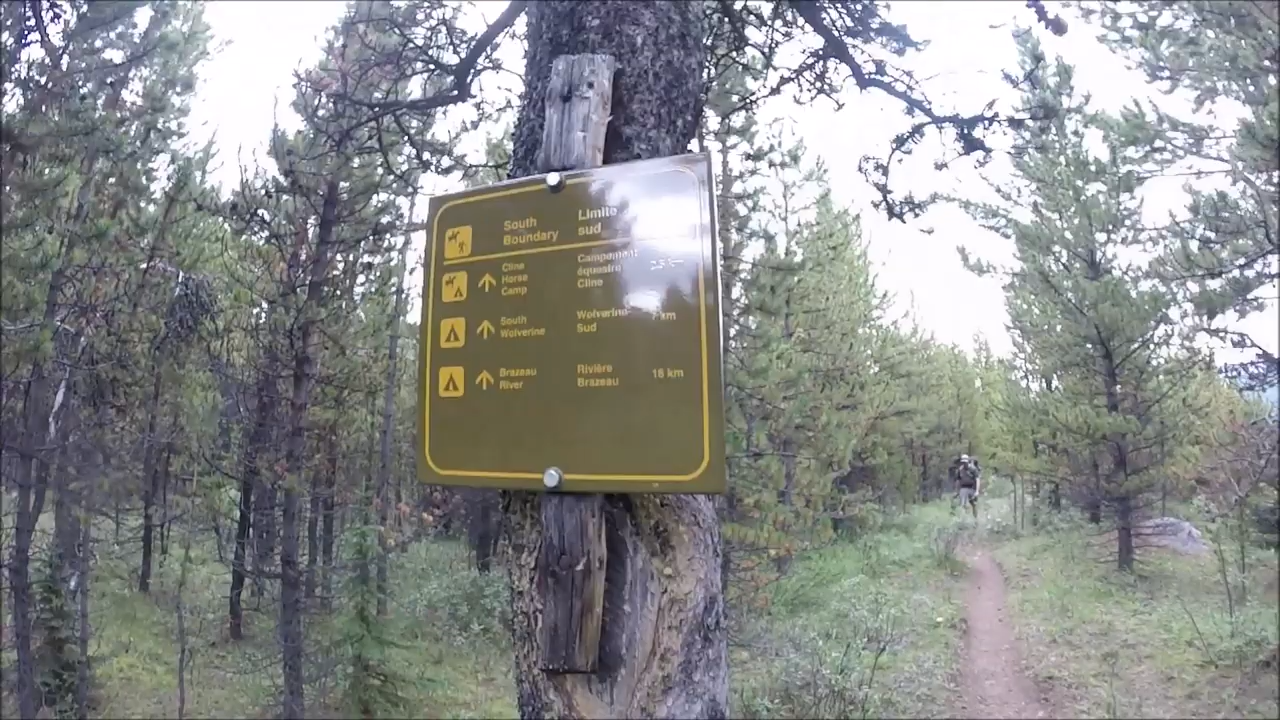 South Boundary
Limite sud
Cline Horse Camp
Campement équestre Cline
South Wolverine
Wolverine Sud
km
Brazeau River
Rivière Brazeau
16 km